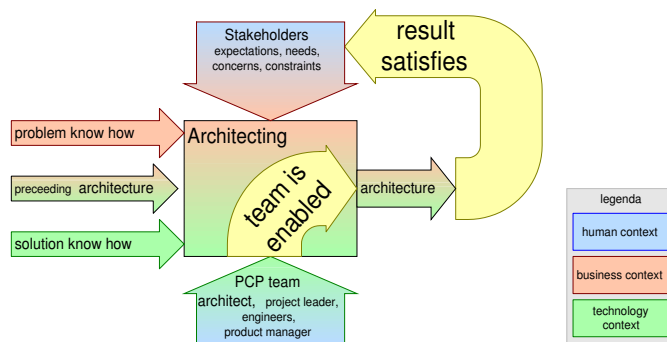 Stakeholders
expectations, needs,
concerns, constraints
result
satisfies
problem know how
Architecting
preceeding architecture
team is
enabled
architecture
solution know how
PCP team
architect, project leader,
engineers,
product manager
legenda
human context
business context
technology
context